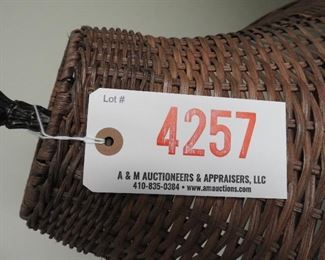 Lot #
4257
A & M AUCTIONEERS & APPRAISERS, LLC
410-835-0384 • www.amauctions.com